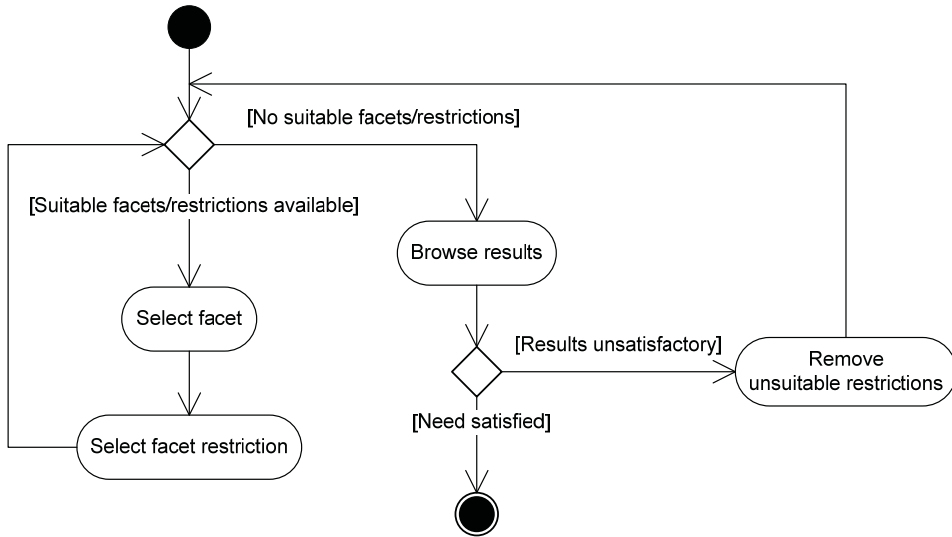 [No suitable facets/restrictions]
[Suitable facets/restrictions available]
Browse results
Select facet
[Results unsatisfactory]
Remove
unsuitable restrictions
[Need satisfied]
Select facet restriction